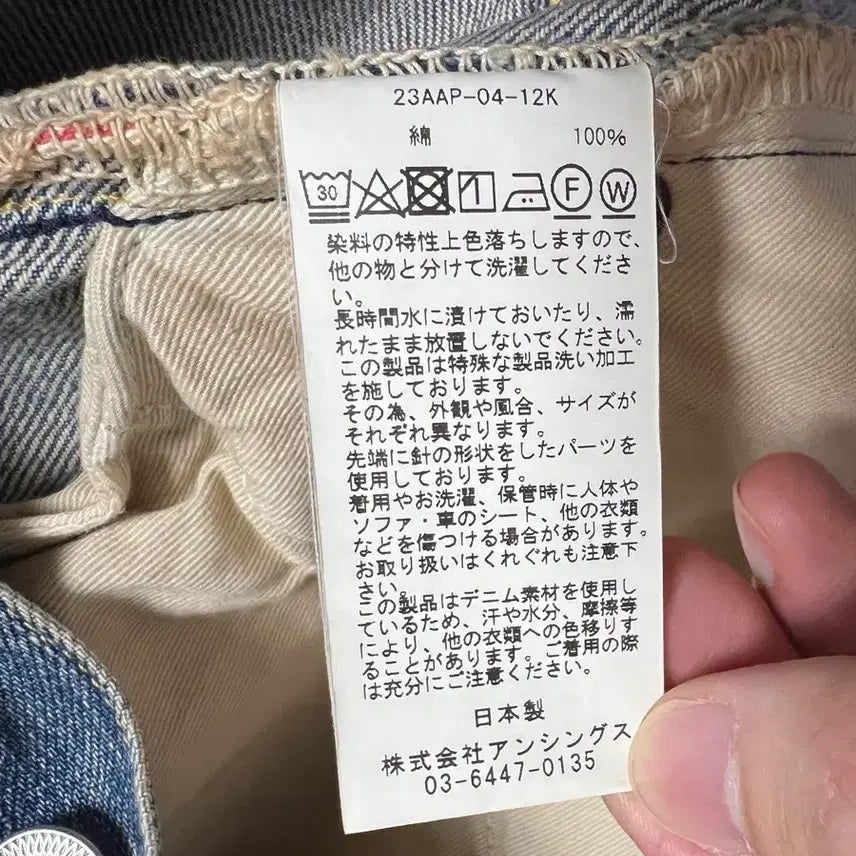 23AAP-04-12K
綿 100%
30 F W
染料の特性上色落ちしますので、
他の物と分けて洗濯してくださ
い。
長時間水に漬けておいたり、濡
れたまま放置しないでください。
この製品は特殊な製品洗い加工
を施しております。
その為、外観や風合、サイズが
それぞれ異なります。
先端に針の形状をしたパーツを
使用しております。
着用やお洗濯、保管時に人体や
ソファ・車のシート、他の衣類
などを傷つける場合があります。
お取り扱いはくれぐれも注意下
さい。
この製品はデニム素材を使用し
ているため、汗や水分、摩擦等
により、他の衣類への色移りす
ることがあります。ご着用の際
は充分にご注意ください。
日本製
株式会社アンシングス
03-6447-0135